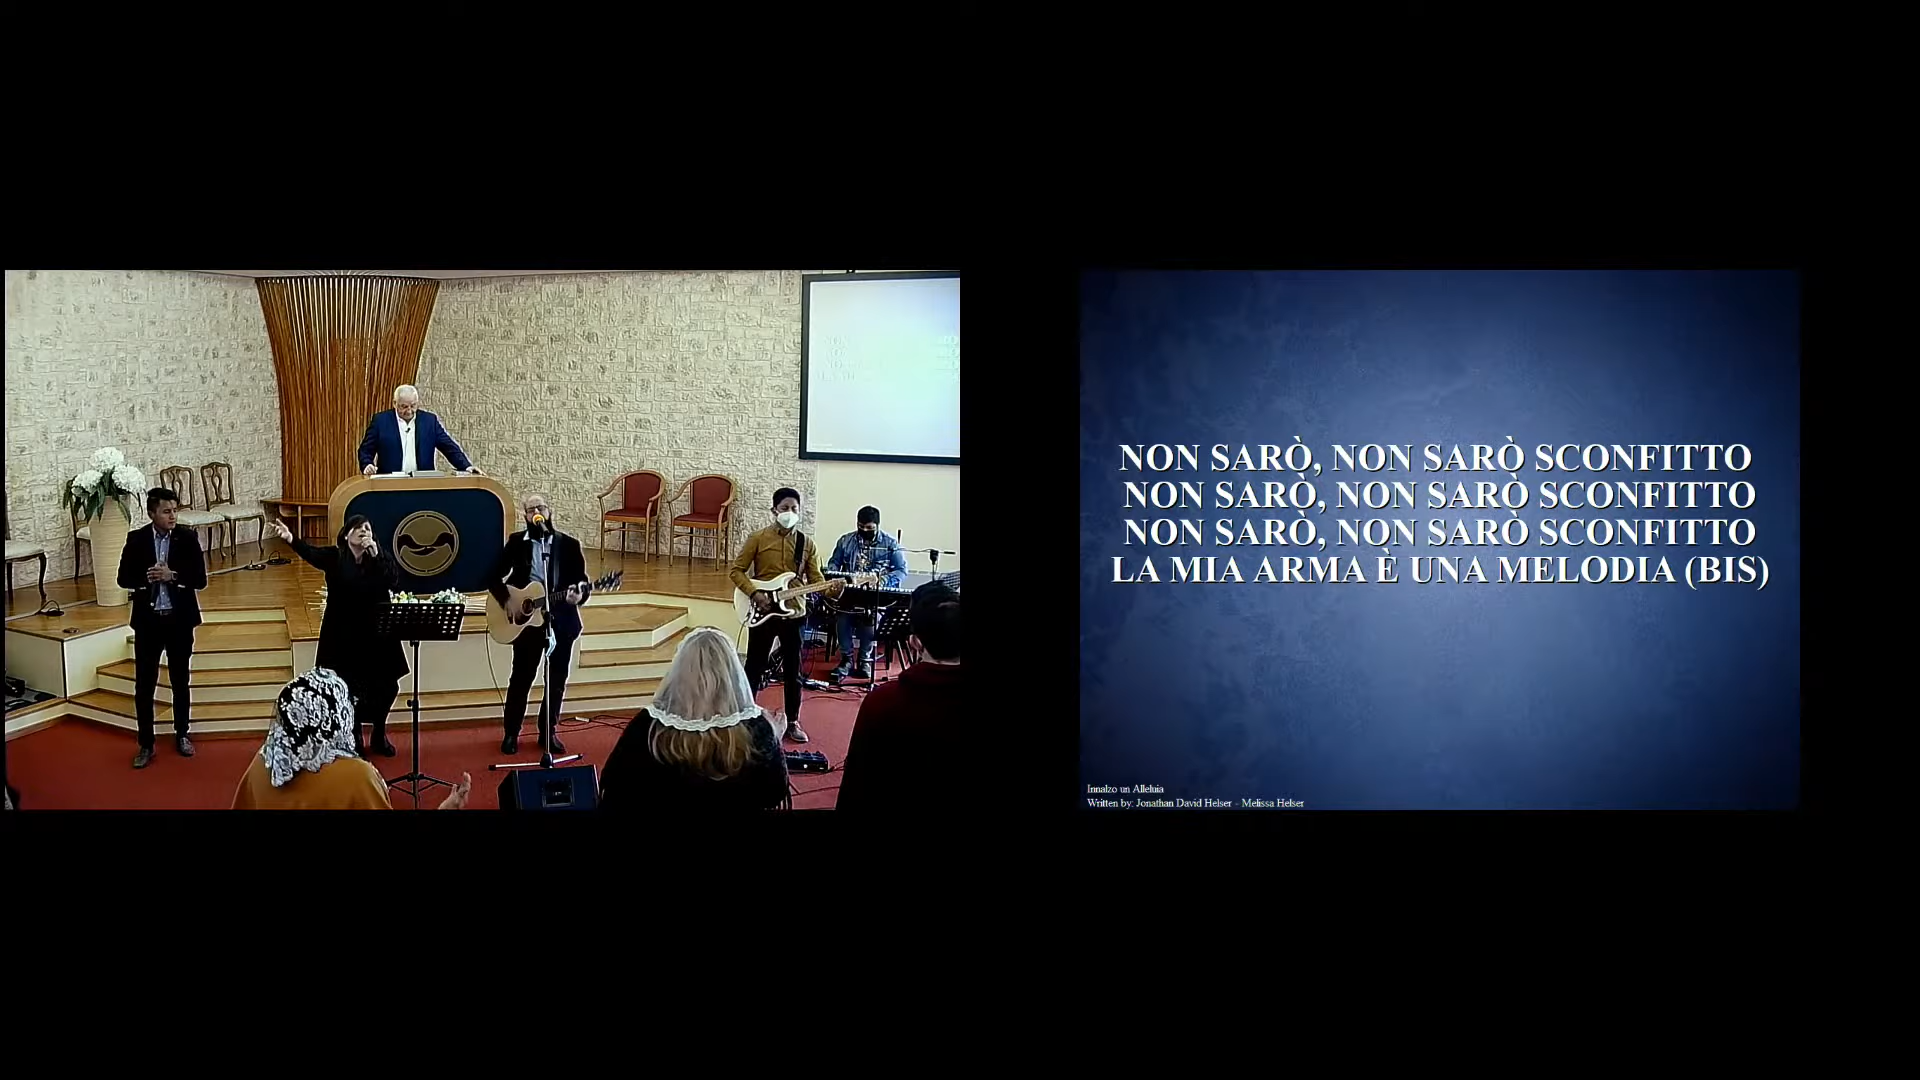 NON SARÒ, NON SARÒ SCONFITTO
NON SARÒ, NON SARÒ SCONFITTO
NON SARÒ, NON SARÒ SCONFITTO
LA MIA ARMA È UNA MELODIA (BIS)
Innalzo un Alleluia
Written by: Jonathan David Helser - Melissa Helser